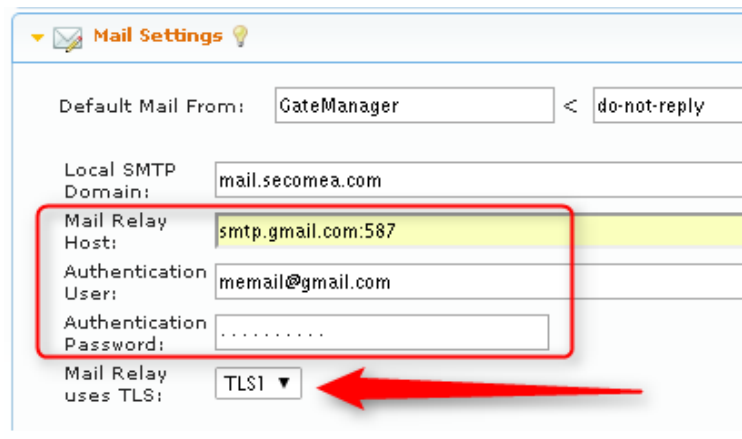 Mail Settings
Default Mail From: GateManager < do-not-reply
Local SMTP
Domain: mail.secomea.com
Mail Relay
Host: smtp.gmail.com:587
Authentication
User: memail@gmail.com
Authentication
Password: . . . . . . . . . .
Mail Relay
uses TLS: TLS1 ▼